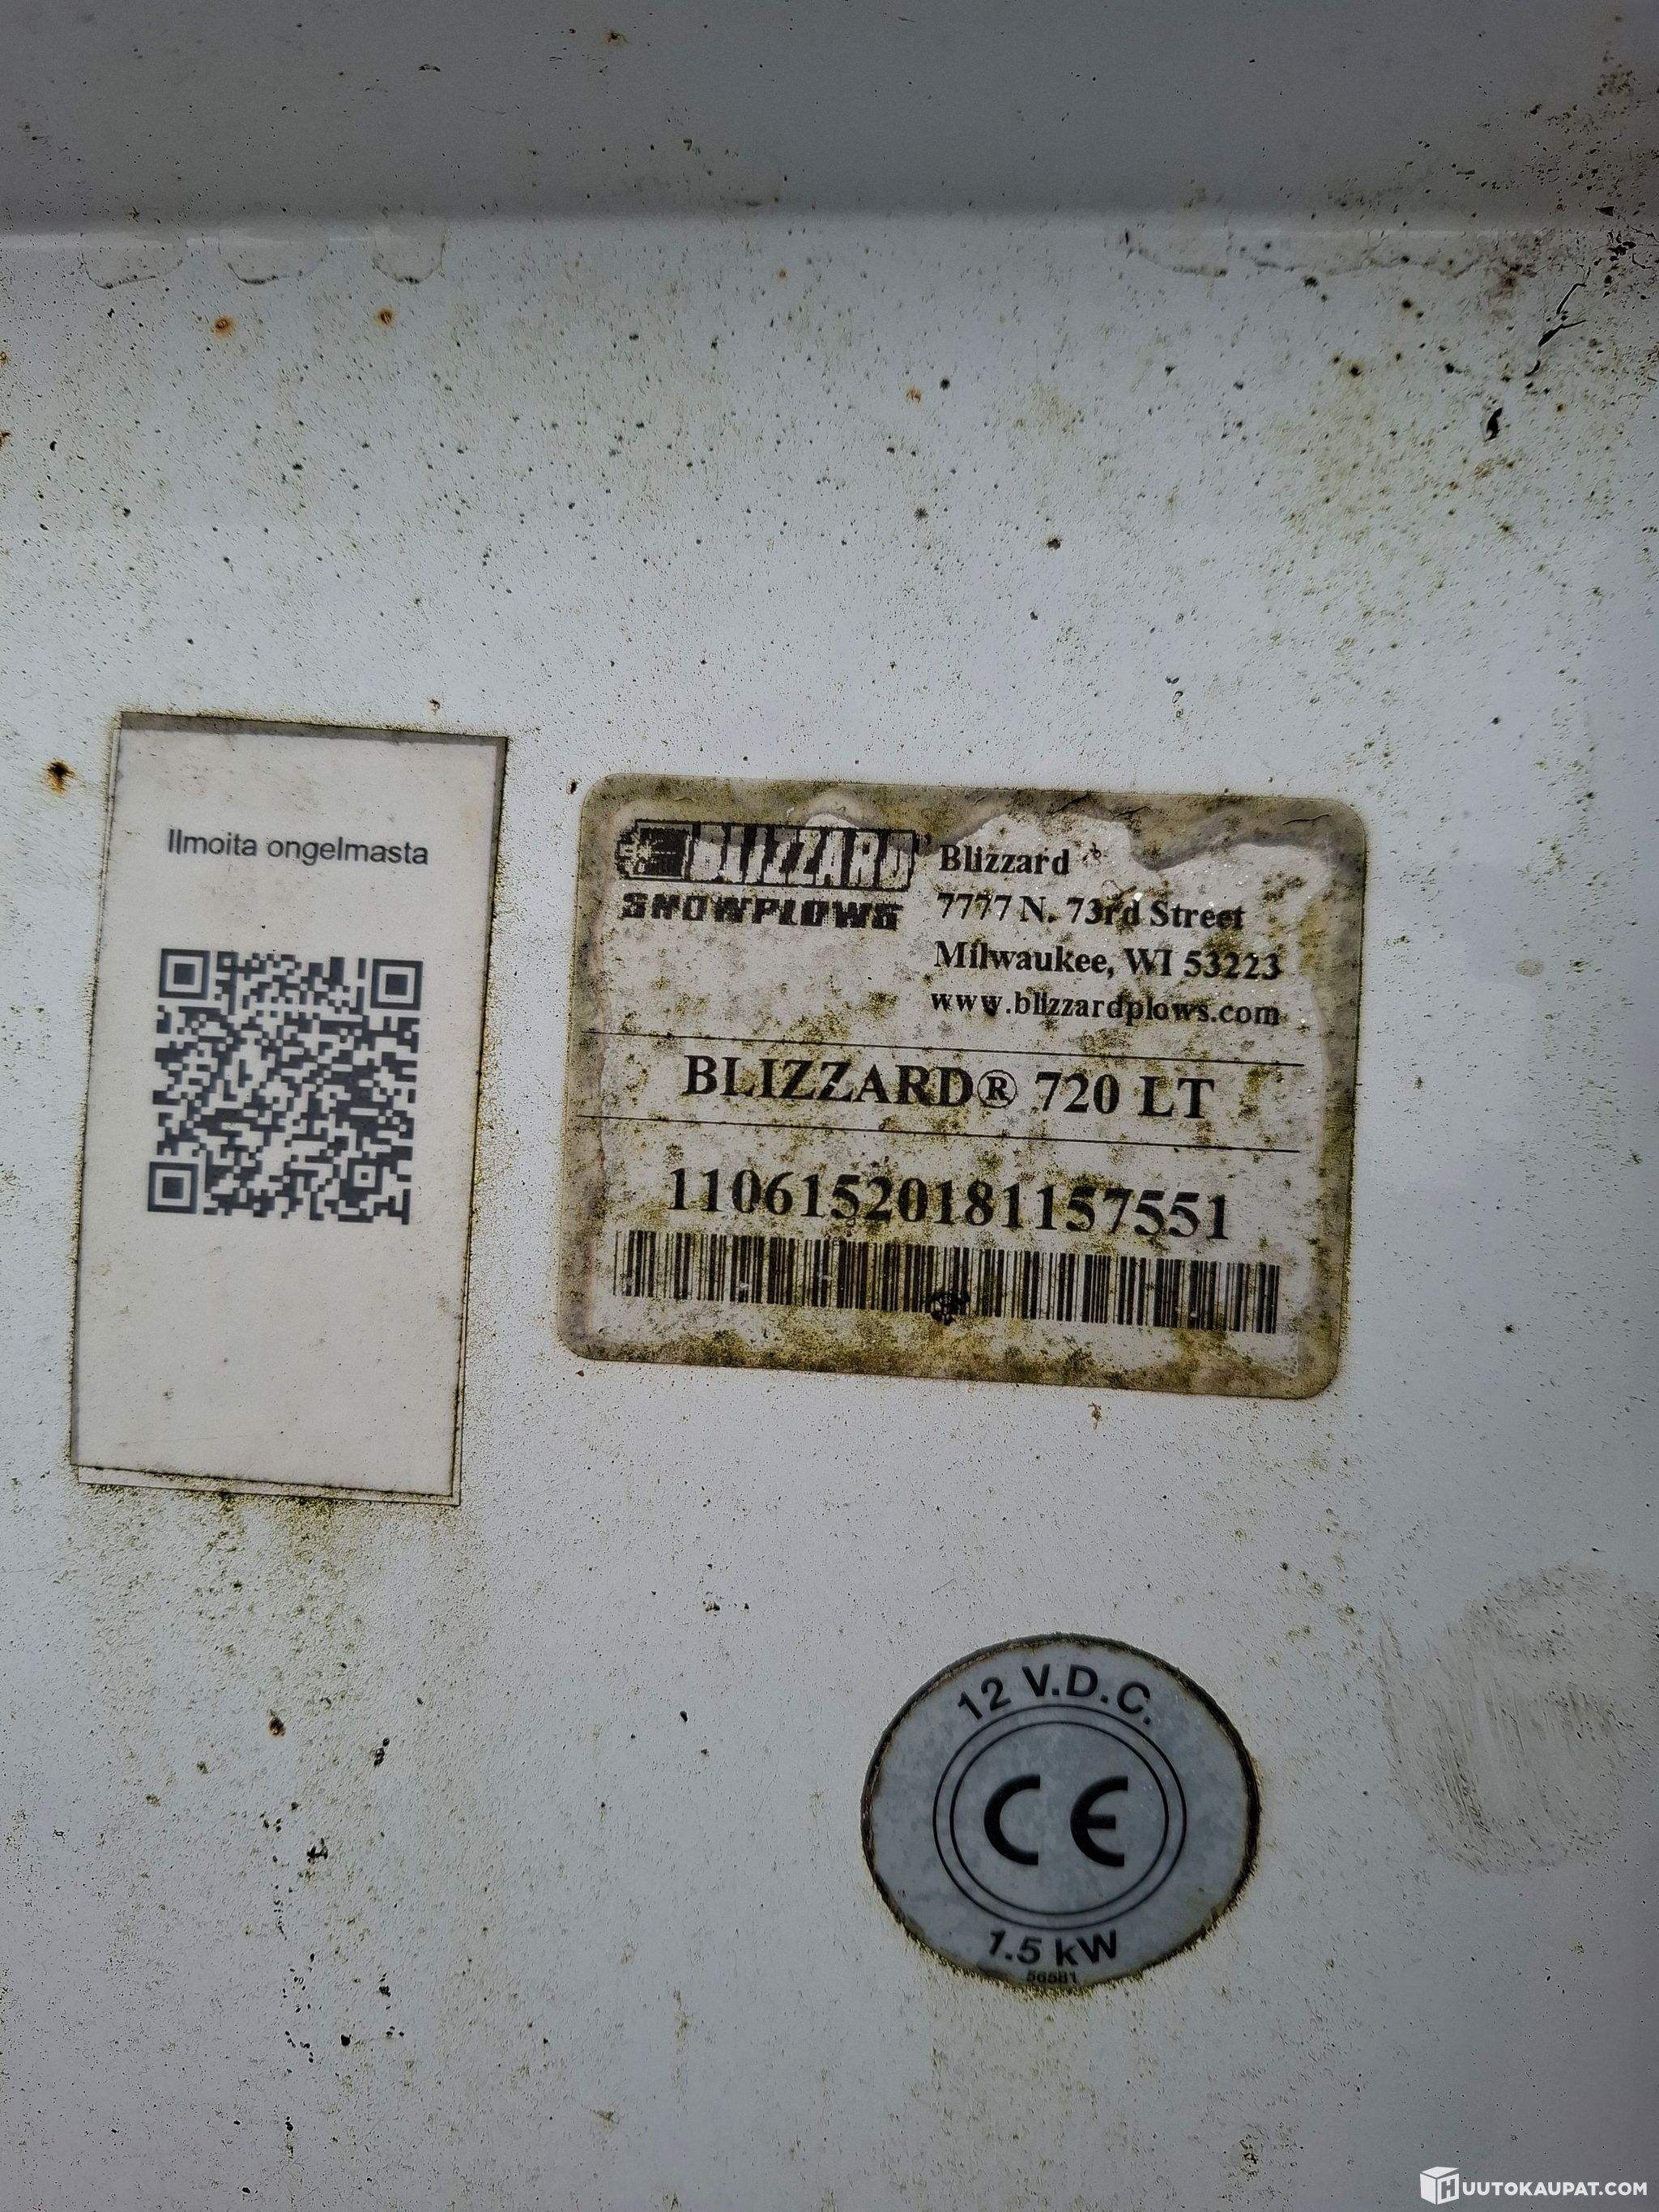 Ilmoita ongelmasta
BLIZZARD
SNOWPLOWS
Blizzard
7777 N. 73rd Street
Milwaukee, WI 53223
www.blizzardplows.com
BLIZZARD® 720 LT
11061520181157551
12 V.D.C.
CE
1.5 kW
56581
HUUTOKAUPAT.COM